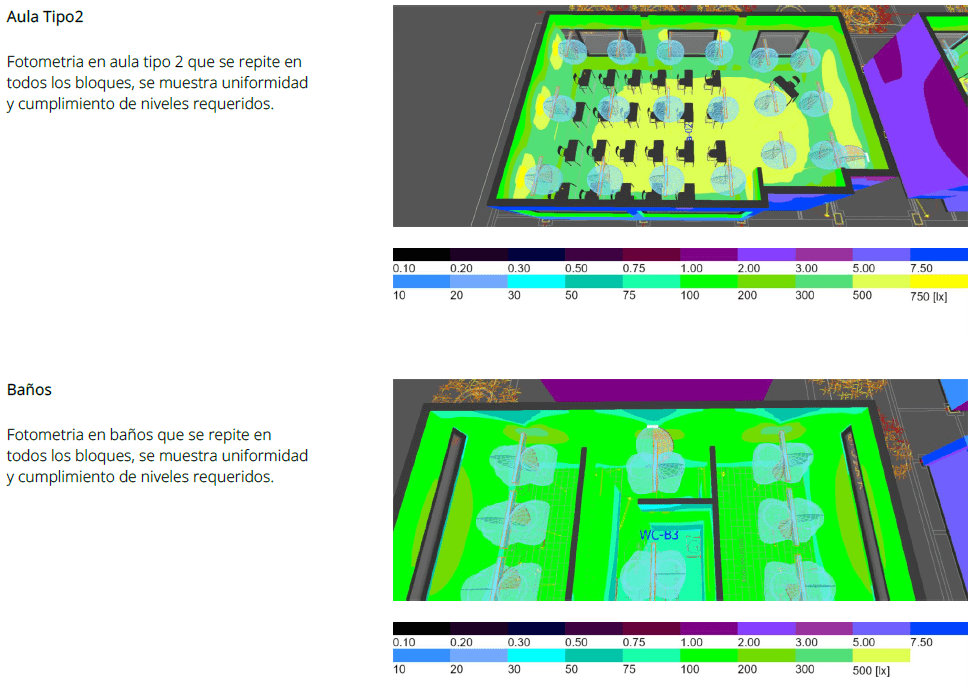 Aula Tipo2
Fotometria en aula tipo 2 que se repite en
todos los bloques, se muestra uniformidad
y cumplimiento de niveles requeridos.
0.10 0.20 0.30 0.50 0.75 1.00 2.00 3.00 5.00 7.50
10 20 30 50 75 100 200 300 500 750 [lx]
Baños
Fotometria en baños que se repite en
todos los bloques, se muestra uniformidad
y cumplimiento de niveles requeridos.
WC-B3
0.10 0.20 0.30 0.50 0.75 1.00 2.00 3.00 5.00 7.50
10 20 30 50 75 100 200 300 500 [lx]